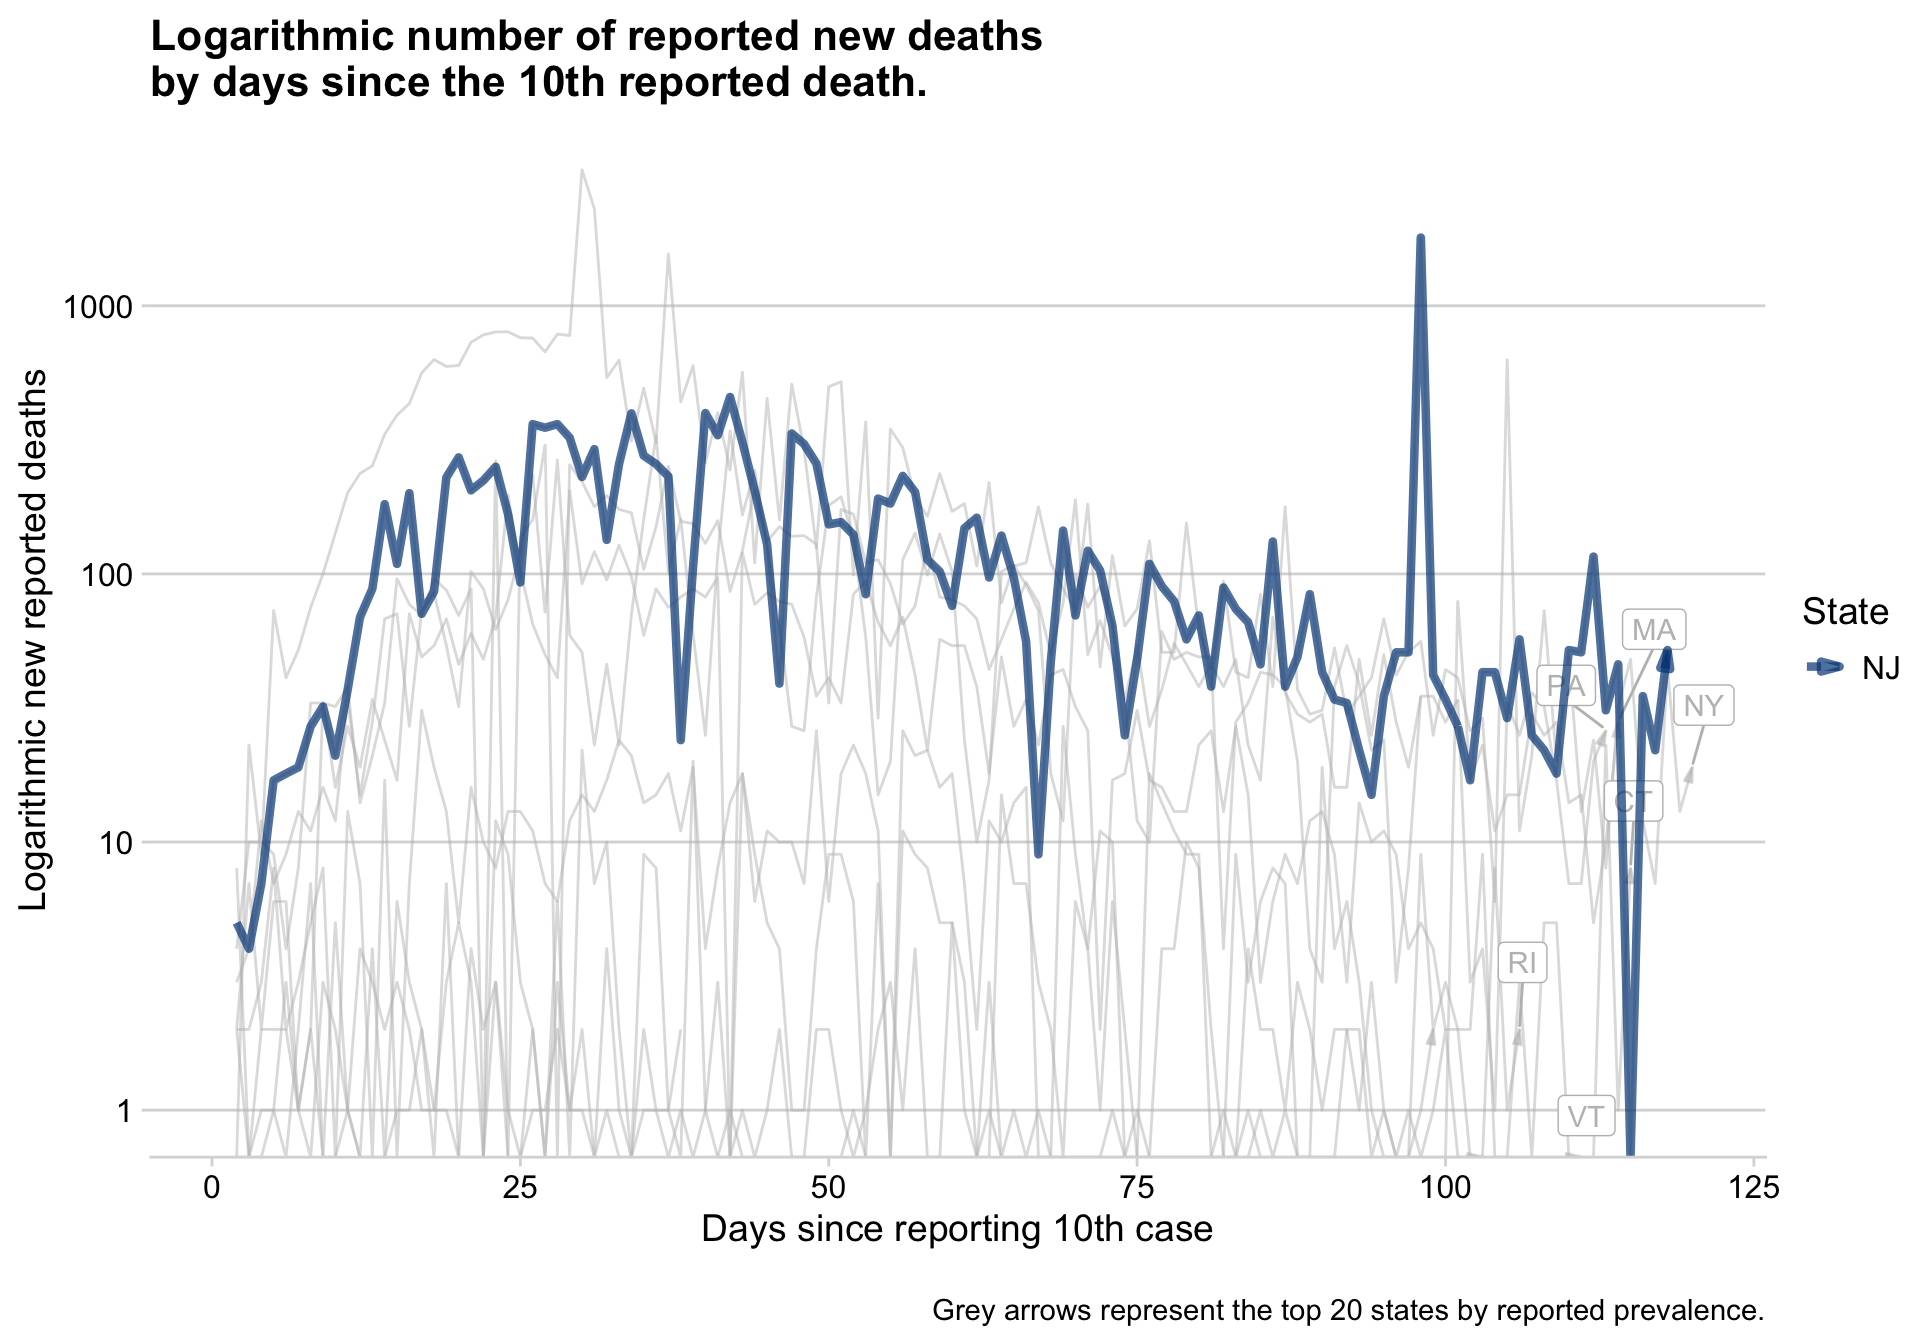 Logarithmic number of reported new deaths
by days since the 10th reported death.
Logarithmic new reported deaths
1000
100
10
1
0
25
50
75
100
125
Days since reporting 10th case
MA
PA
NY
CT
RI
VT
State
NJ
Grey arrows represent the top 20 states by reported prevalence.